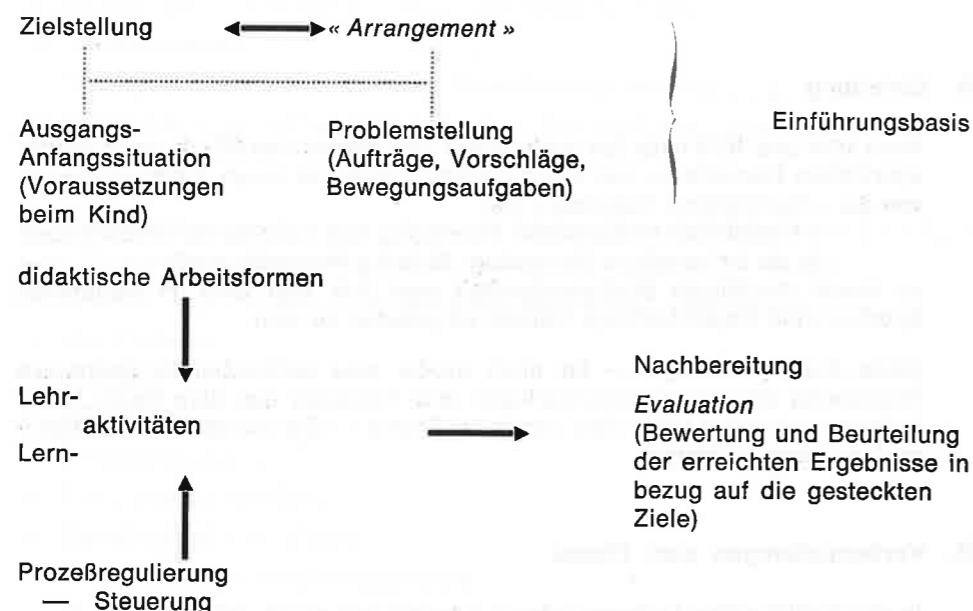 Zielstellung
« Arrangement »
Ausgangs-
Anfangssituation
(Voraussetzungen
beim Kind)
Problemstellung
(Aufträge, Vorschläge,
Bewegungsaufgaben)
Einführungsbasis
didaktische Arbeitsformen
Lehr-
aktivitäten
Lern-
Nachbereitung
Evaluation
(Bewertung und Beurteilung
der erreichten Ergebnisse in
bezug auf die gesteckten
Ziele)
Prozeßregulierung
— Steuerung